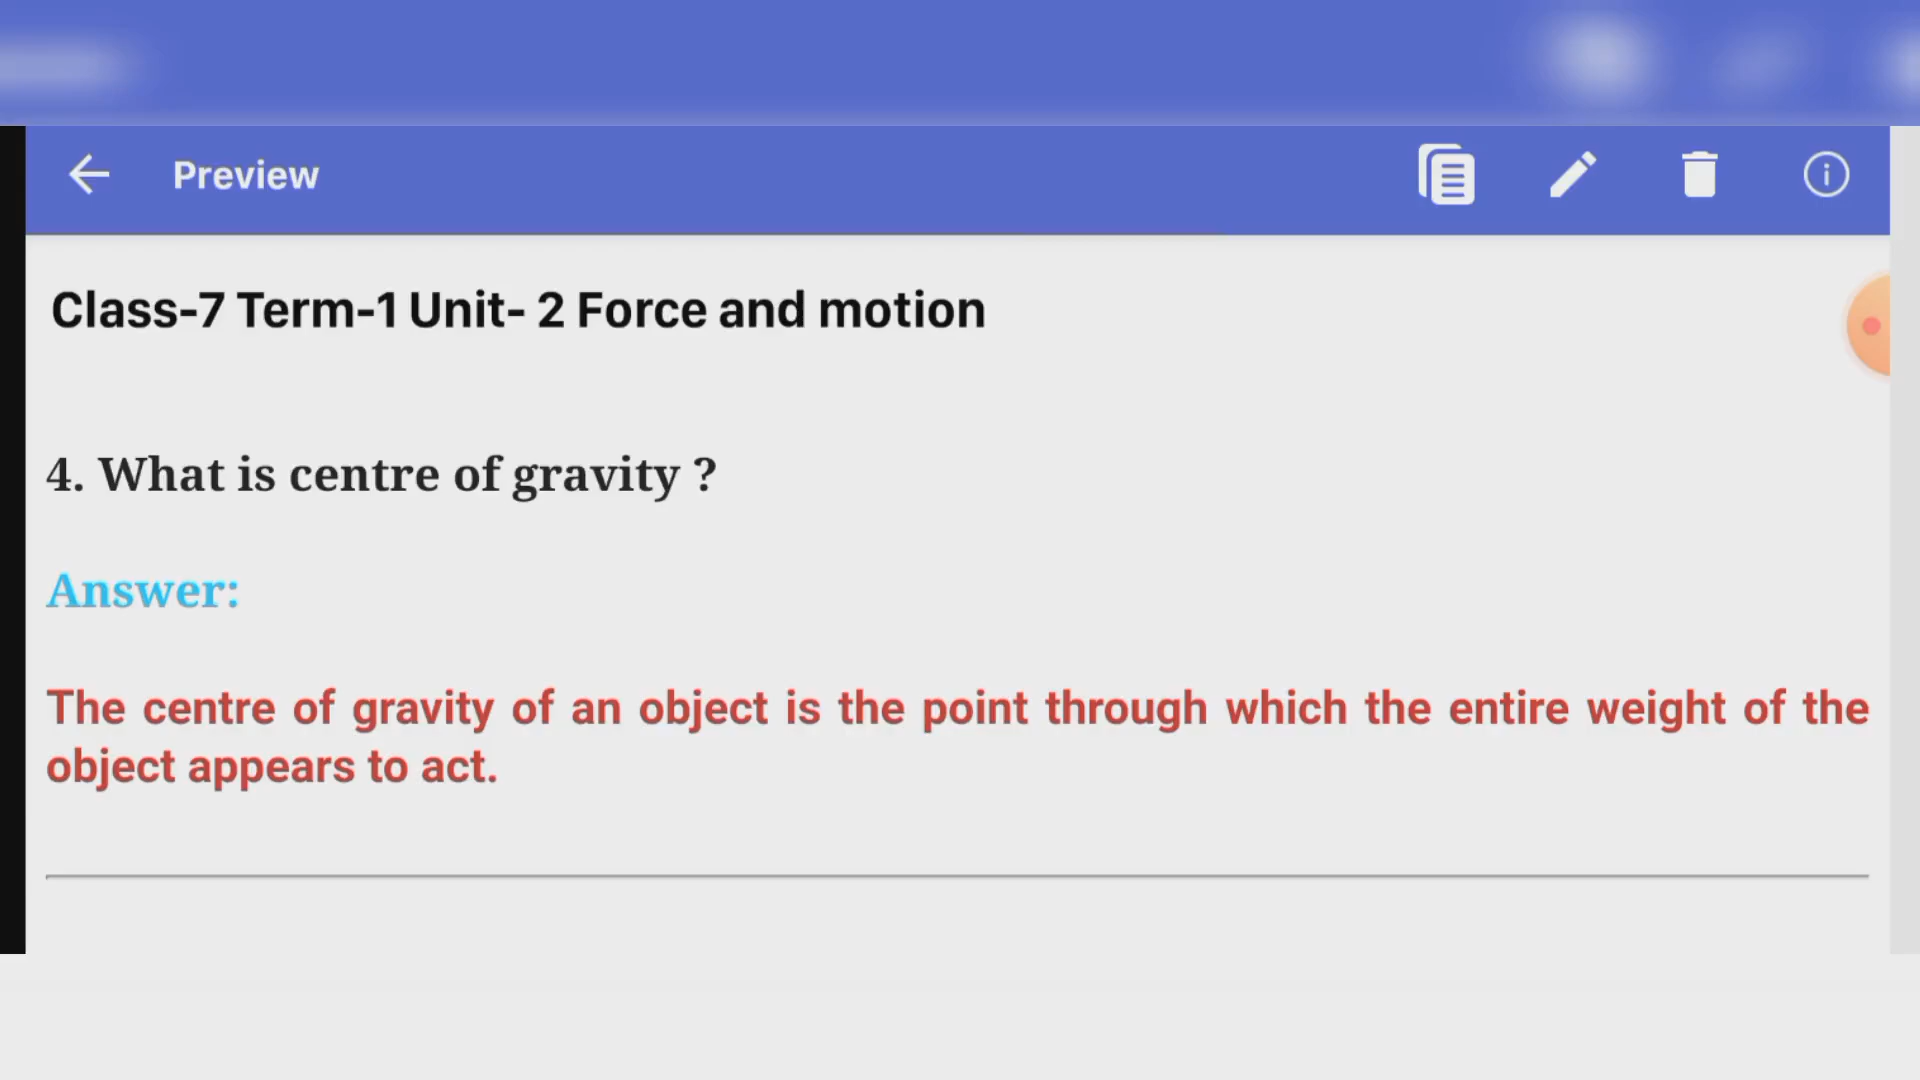 Preview
Class-7 Term-1 Unit- 2 Force and motion
4. What is centre of gravity ?
Answer:
The centre of gravity of an object is the point through which the entire weight of the
object appears to act.